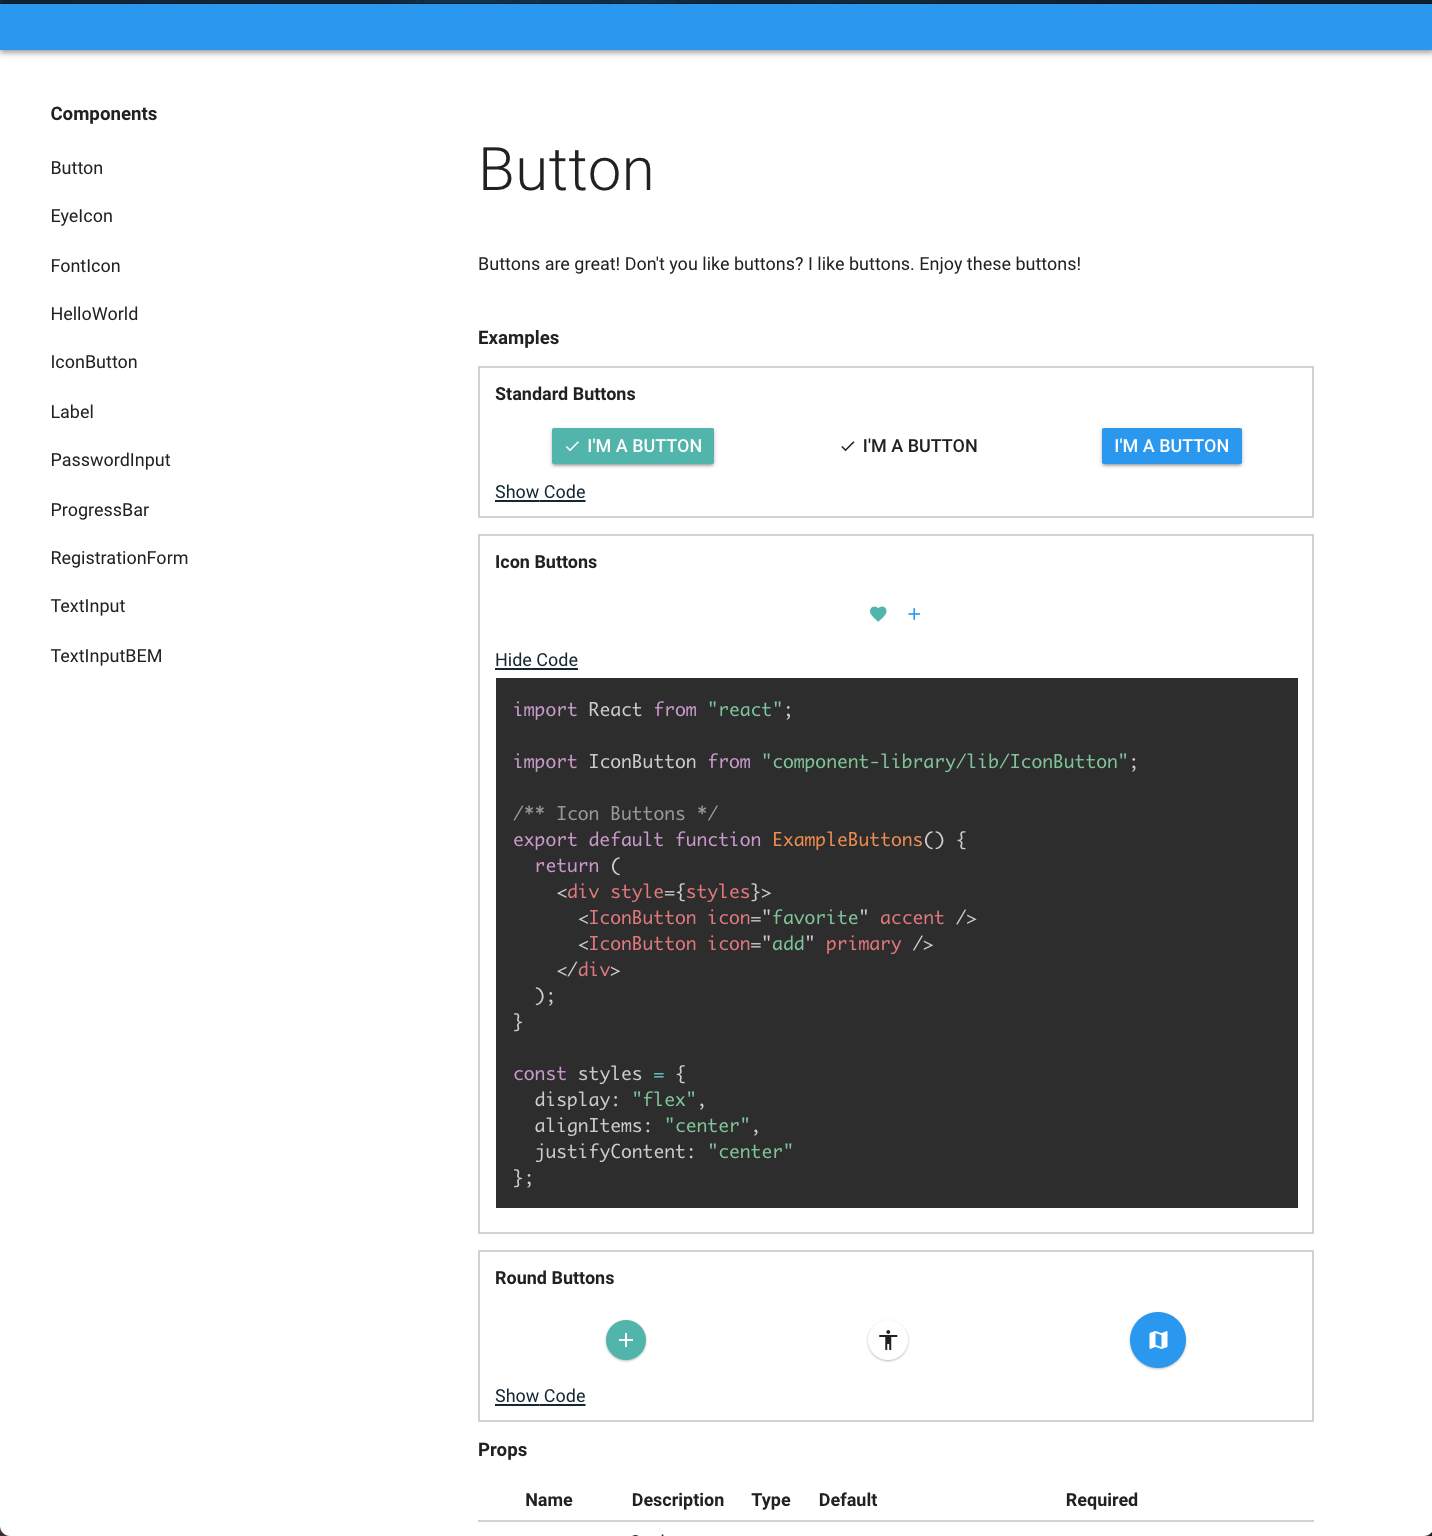 Components
Button
EyeIcon
FontIcon
HelloWorld
IconButton
Label
PasswordInput
ProgressBar
RegistrationForm
TextInput
TextInputBEM
Button
Buttons are great! Don't you like buttons? I like buttons. Enjoy these buttons!
Examples
Standard Buttons
I'M A BUTTON
I'M A BUTTON
I'M A BUTTON
Show Code
Icon Buttons
Hide Code
import React from "react";
import IconButton from "component-library/lib/IconButton";
/** Icon Buttons */
export default function ExampleButtons() {
  return (
    <div style={styles}>
      <IconButton icon="favorite" accent />
      <IconButton icon="add" primary />
    </div>
  );
}
const styles = {
  display: "flex",
  alignItems: "center",
  justifyContent: "center"
};
Round Buttons
Show Code
Props
Name Description Type Default Required